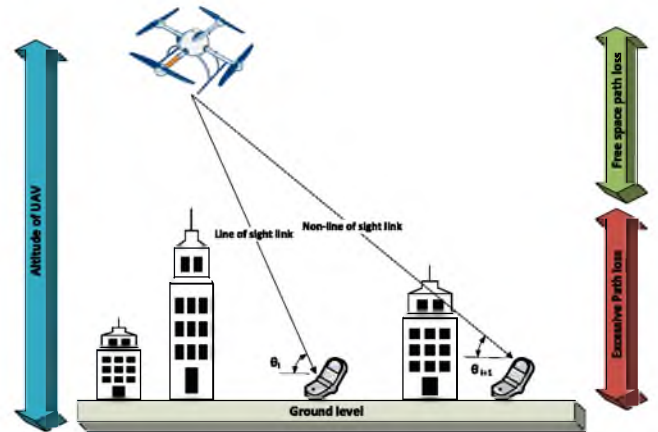 Altitude of UAV
Free space path loss
Excessive Path loss
Line of sight
link
Non-line of sight link
θi
θi+1
Ground level